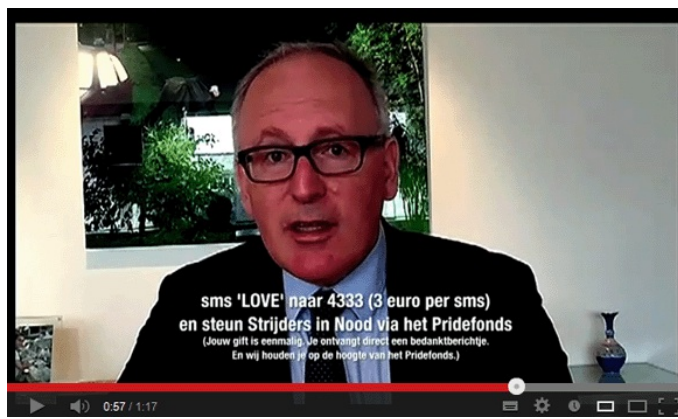 sms 'LOVE' naar 4333 (3 euro per sms)
en steun Strijders in Nood via het Pridefonds
(Jouw gift is eenmalig. Je ontvangt direct een bedanktberichtje.
En wij houden je op de hoogte van het Pridefonds.)
0:57 / 1:17